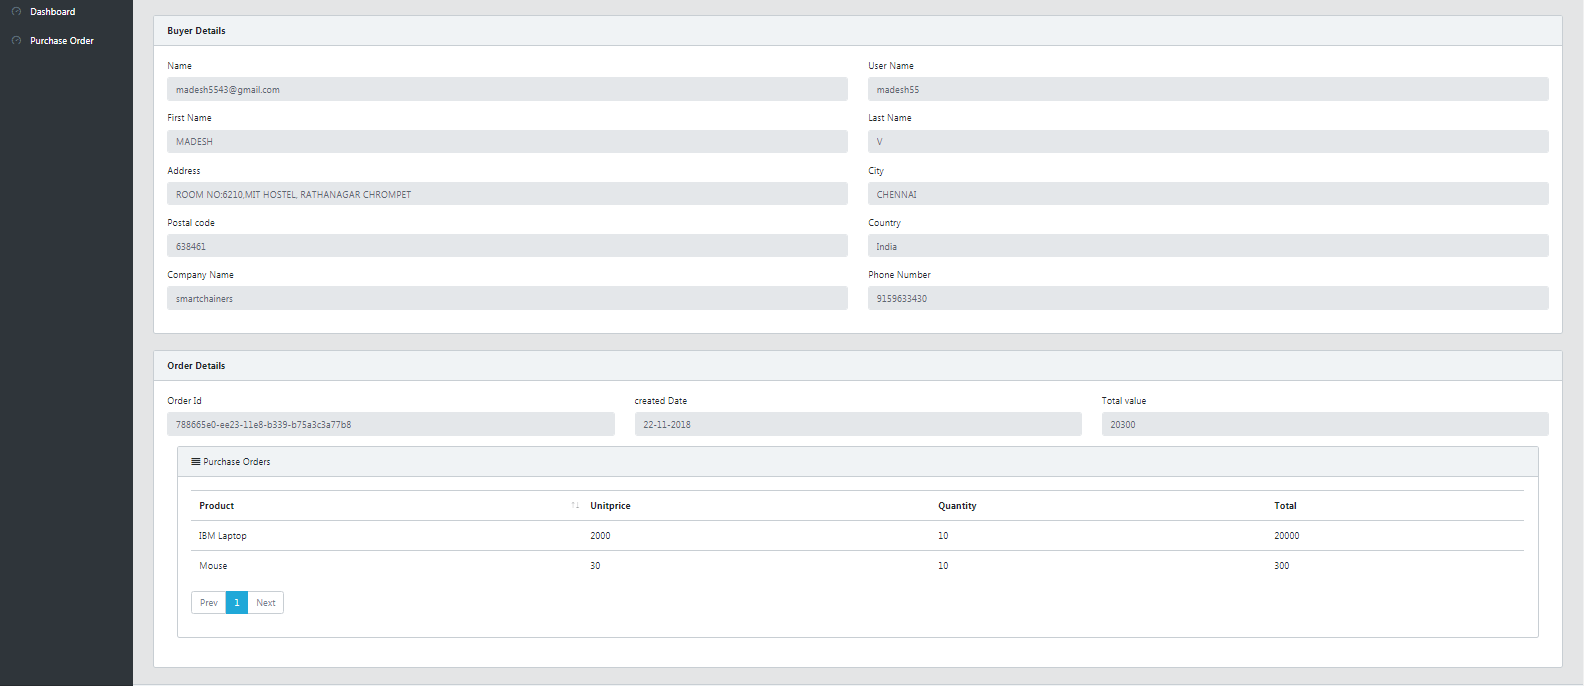 Dashboard
Purchase Order
Buyer Details
Name
User Name
madesh5543@gmail.com
madesh55
First Name
Last Name
MADESH
V
Address
City
ROOM NO:6210,MIT HOSTEL, RATHANAGAR CHROMPET
CHENNAI
Postal code
Country
638461
India
Company Name
Phone Number
smartchainers
9159633430
Order Details
Order Id
created Date
Total value
788665e0-ee23-11e8-b339-b75a3c3a77b8
22-11-2018
20300
Purchase Orders
Product ↑↓ Unitprice Quantity Total
IBM Laptop 2000 10 20000
Mouse 30 10 300
Prev 1 Next